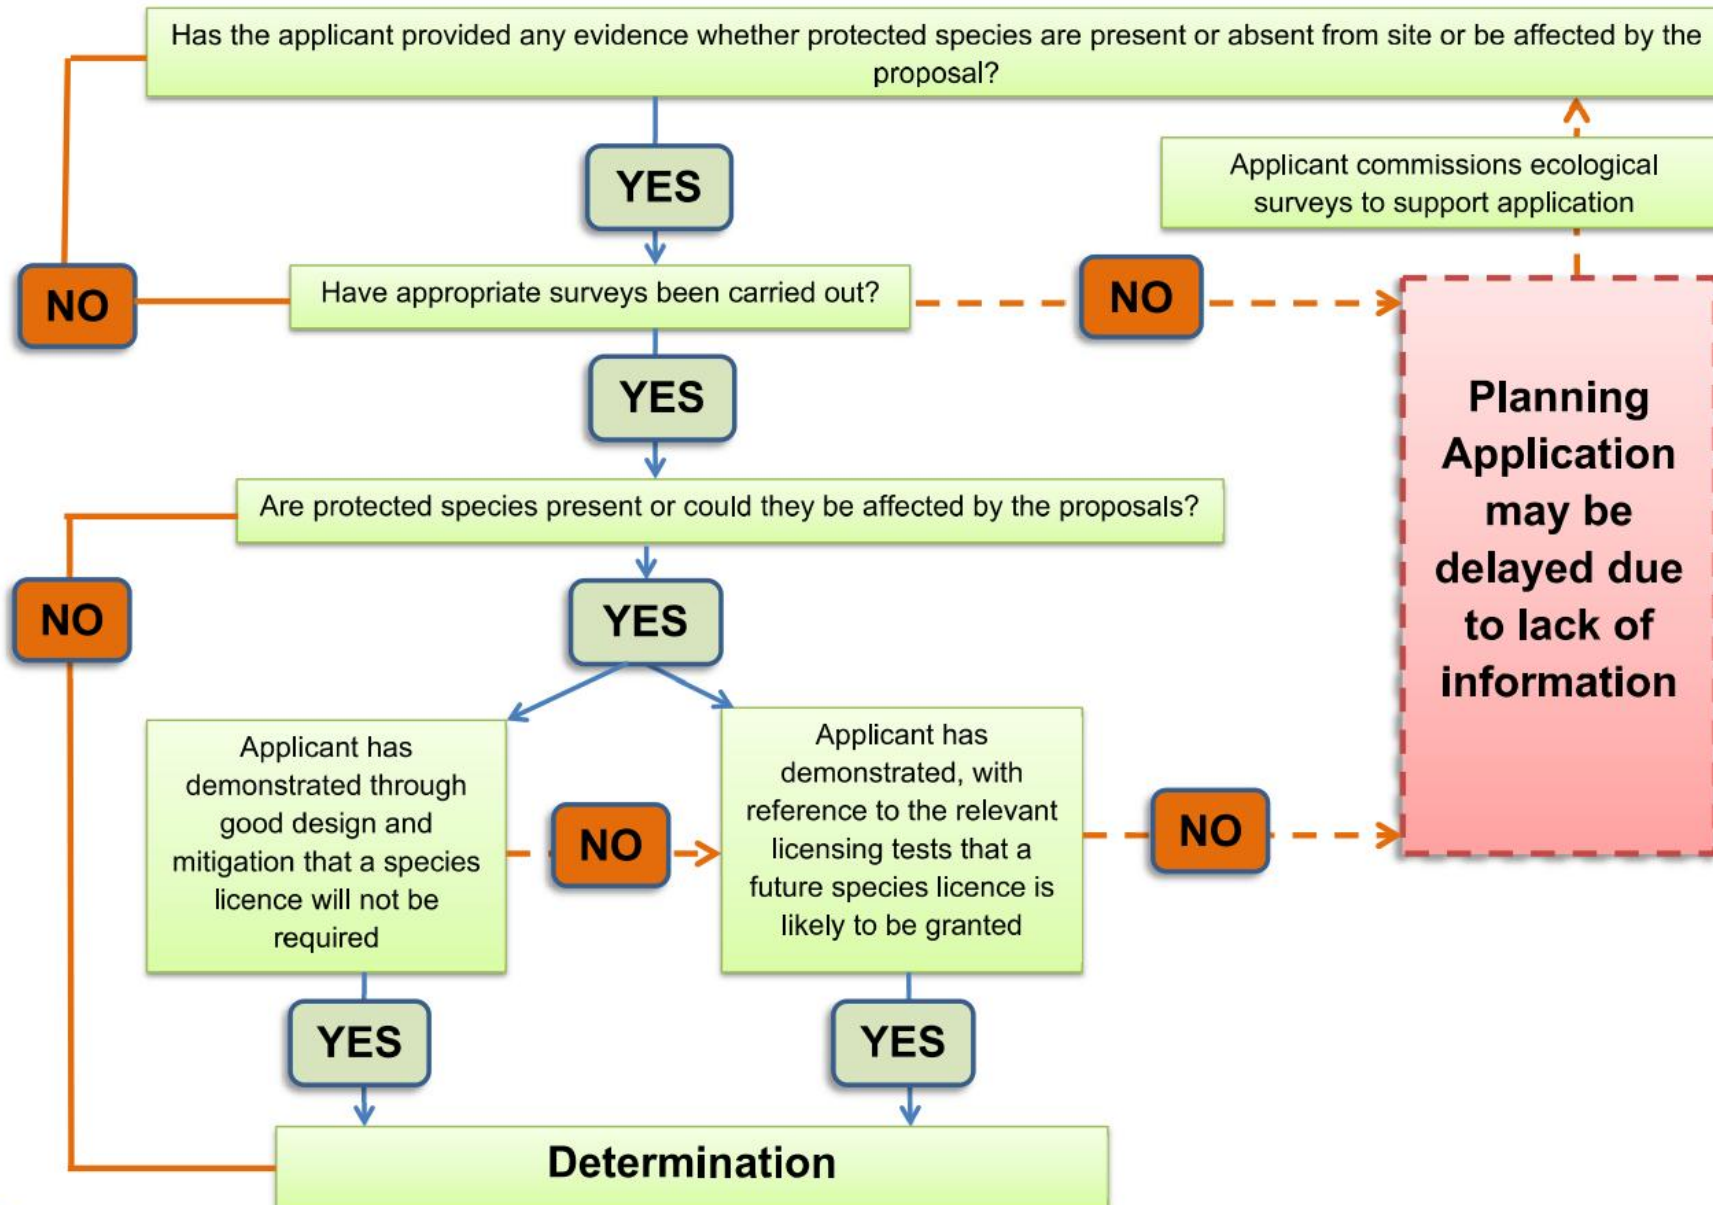 Has the applicant provided any evidence whether protected species are present or absent from site or be affected by the
proposal?
YES
Applicant commissions ecological
surveys to support application
NO
Have appropriate surveys been carried out?
NO
YES
Planning
Application
may be
delayed due
to lack of
information
Are protected species present or could they be affected by the proposals?
NO
YES
Applicant has
demonstrated through
good design and
mitigation that a species
licence will not be
required
NO
Applicant has
demonstrated, with
reference to the relevant
licensing tests that a
future species licence is
likely to be granted
NO
YES
YES
Determination